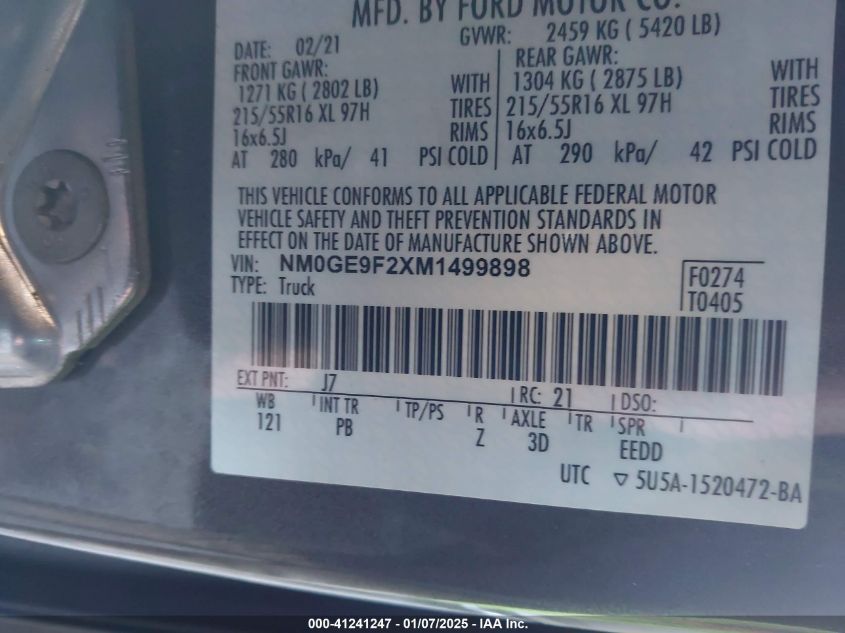 MFD. BY FORD MOTOR CO.
DATE: 02/21 GVWR: 2459 KG ( 5420 LB)
FRONT GAWR: REAR GAWR:
1271 KG ( 2802 LB) WITH 1304 KG ( 2875 LB) WITH
215/55R16 XL 97H TIRES 215/55R16 XL 97H TIRES
16x6.5J RIMS 16x6.5J RIMS
AT 280 kPa/ 41 PSI COLD AT 290 kPa/ 42 PSI COLD
THIS VEHICLE CONFORMS TO ALL APPLICABLE FEDERAL MOTOR
VEHICLE SAFETY AND THEFT PREVENTION STANDARDS IN
EFFECT ON THE DATE OF MANUFACTURE SHOWN ABOVE.
VIN: NM0GE9F2XM1499898 F0274
TYPE: Truck T0405
EXT PNT: J7 RC: 21 DSO:
WB INT TR TP/PS R AXLE TR SPR
121 PB Z 3D EEDD
UTC ▽ 5U5A-1520472-BA
000-41241247 - 01/07/2025 - IAA Inc.